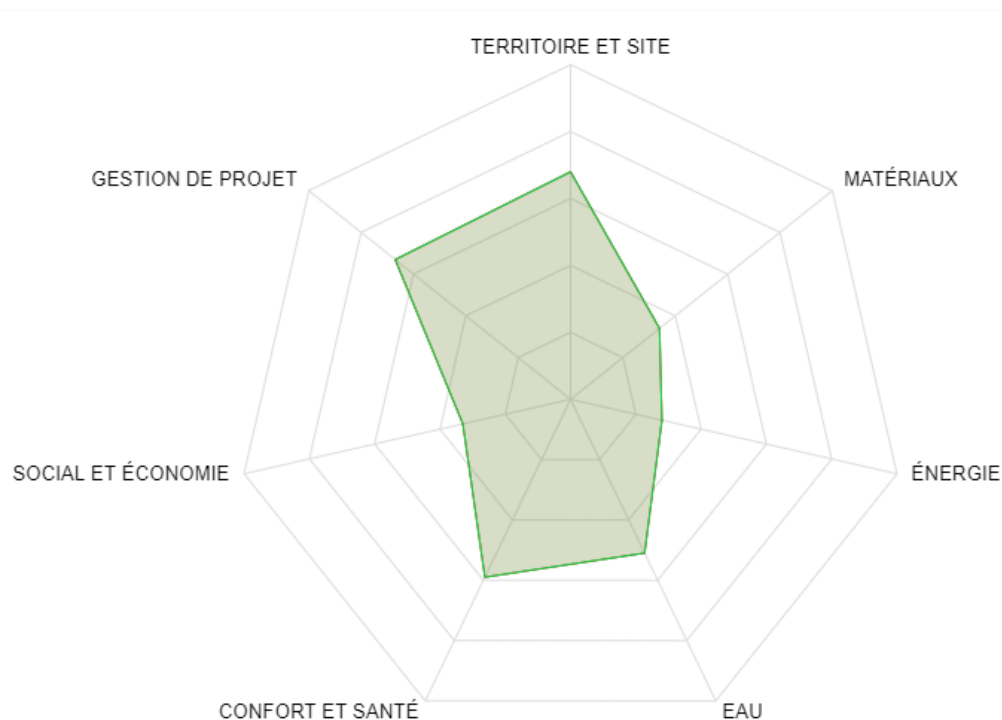 TERRITOIRE ET SITE
GESTION DE PROJET
MATÉRIAUX
SOCIAL ET ÉCONOMIE
ÉNERGIE
CONFORT ET SANTÉ
EAU